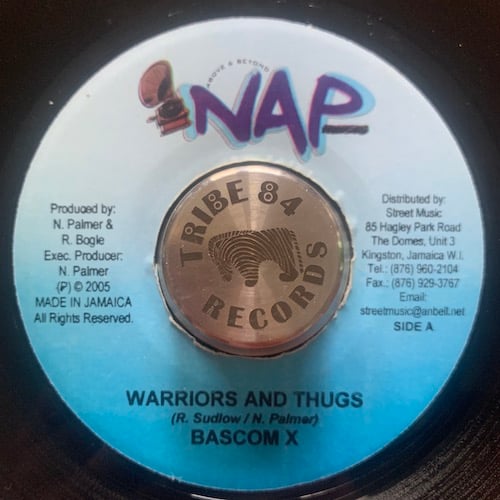 ABOVE & BEYOND
NAP
TRIBE 84
RECORDS
Produced by:
N. Palmer &
R. Bogle
Exec. Producer:
N. Palmer
(P) © 2005
MADE IN JAMAICA
All Rights Reserved.
Distributed by:
Street Music
85 Hagley Park Road
The Domes, Unit 3
Kingston, Jamaica W.I.
Tel.: (876) 960-2104
Fax.: (876) 929-3767
Email:
streetmusic@anbell.net
SIDE A
WARRIORS AND THUGS
(R. Sudlow / N. Palmer)
BASCOM X